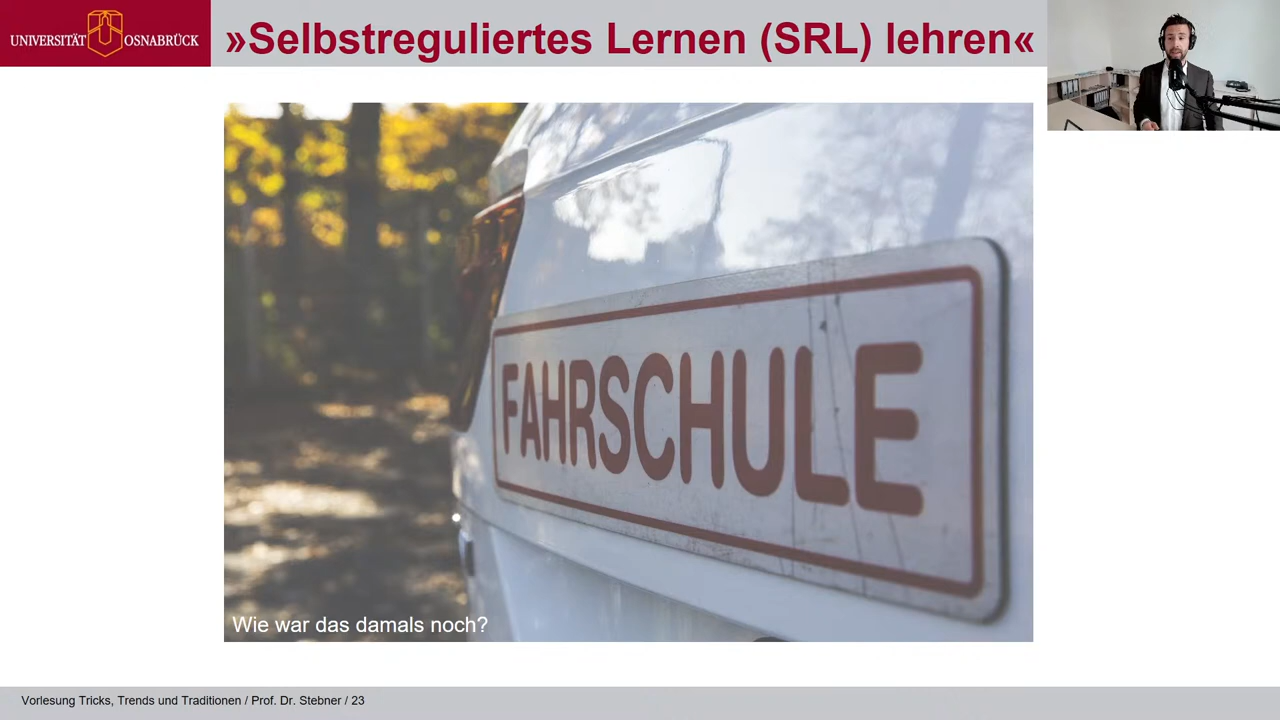 UNIVERSITÄT OSNABRÜCK
»Selbstreguliertes Lernen (SRL) lehren«
FAHRSCHULE
Wie war das damals noch?
Vorlesung Tricks, Trends und Traditionen / Prof. Dr. Stebner / 23